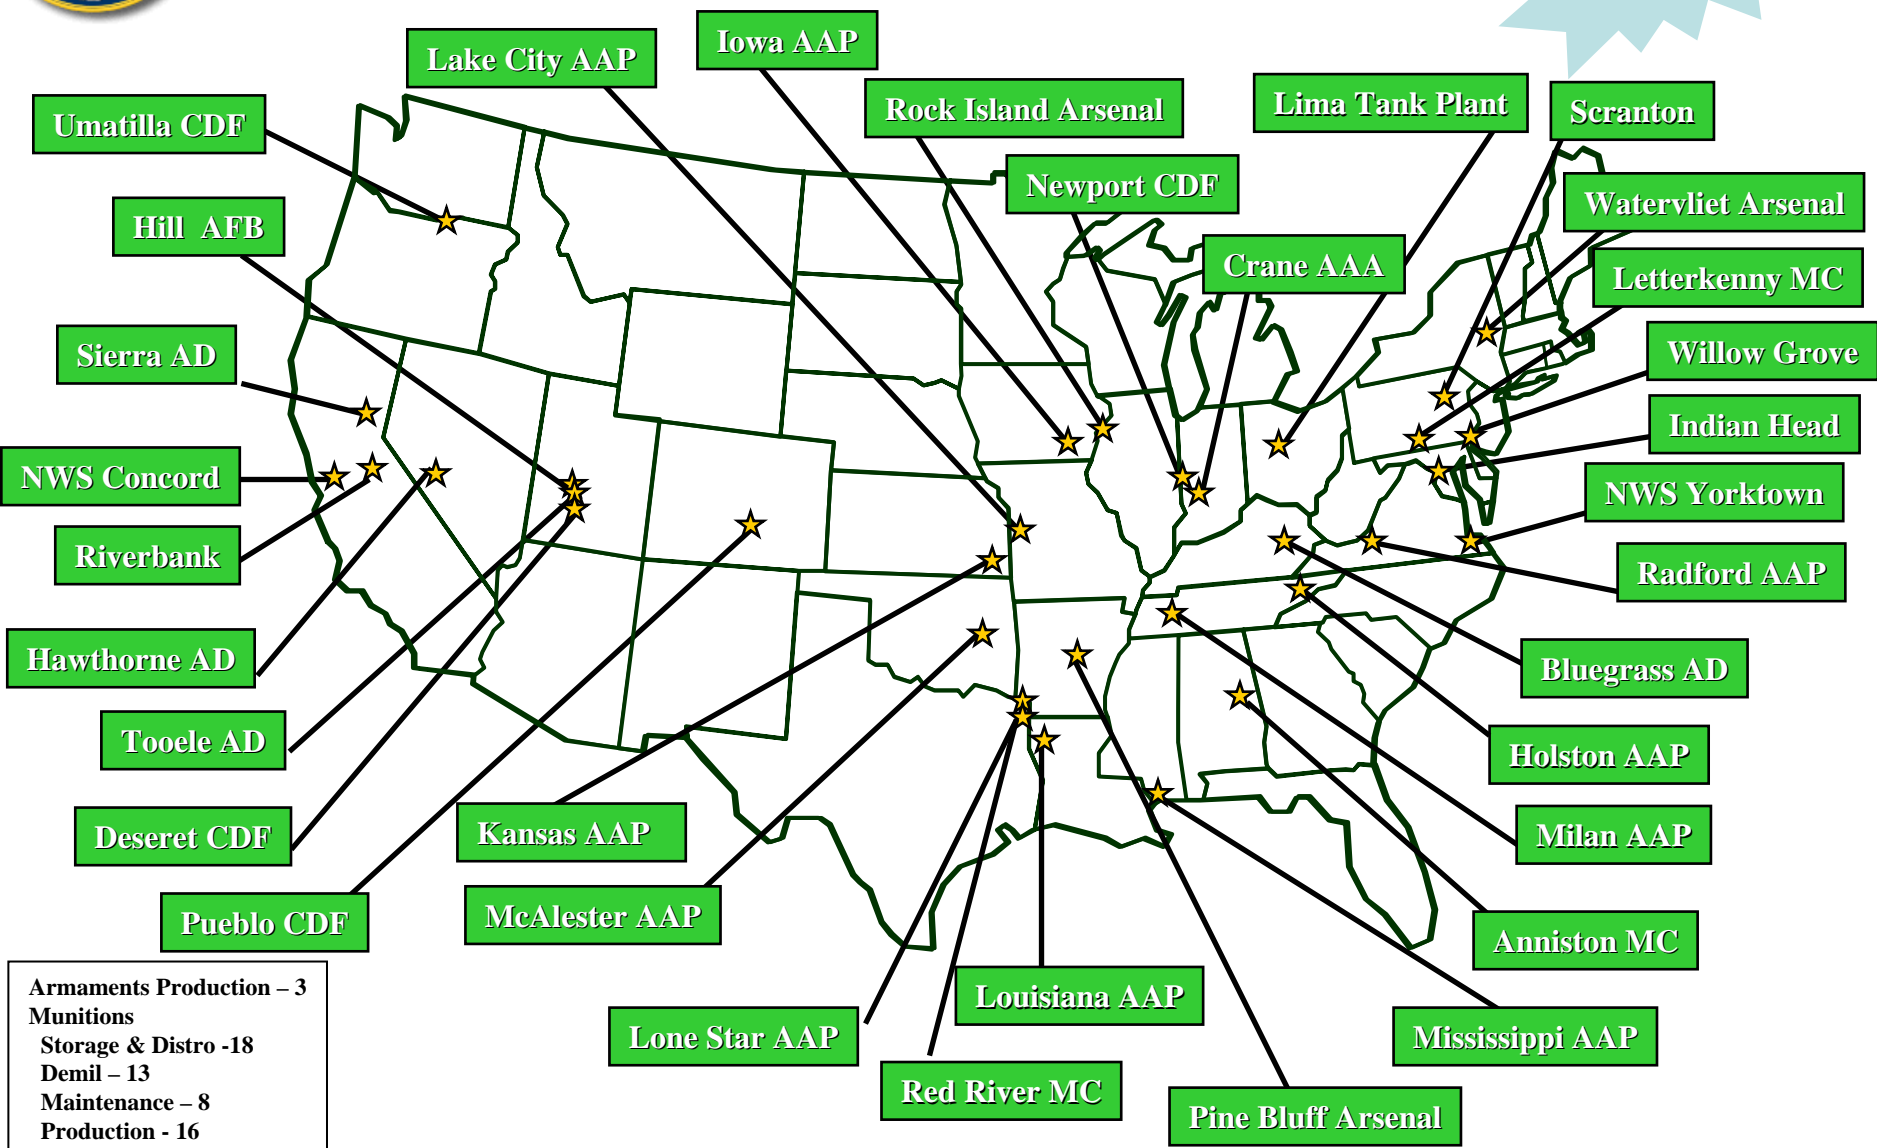 Lake City AAP
Iowa AAP
Rock Island Arsenal
Lima Tank Plant
Scranton
Umatilla CDF
Newport CDF
Watervliet Arsenal
Hill AFB
Crane AAA
Letterkenny MC
Sierra AD
Willow Grove
Indian Head
NWS Concord
NWS Yorktown
Riverbank
Radford AAP
Hawthorne AD
Bluegrass AD
Tooele AD
Holston AAP
Deseret CDF
Kansas AAP
Milan AAP
Pueblo CDF
McAlester AAP
Anniston MC
Louisiana AAP
Lone Star AAP
Mississippi AAP
Red River MC
Pine Bluff Arsenal
Armaments Production – 3
Munitions
Storage & Distro -18
Demil – 13
Maintenance – 8
Production - 16